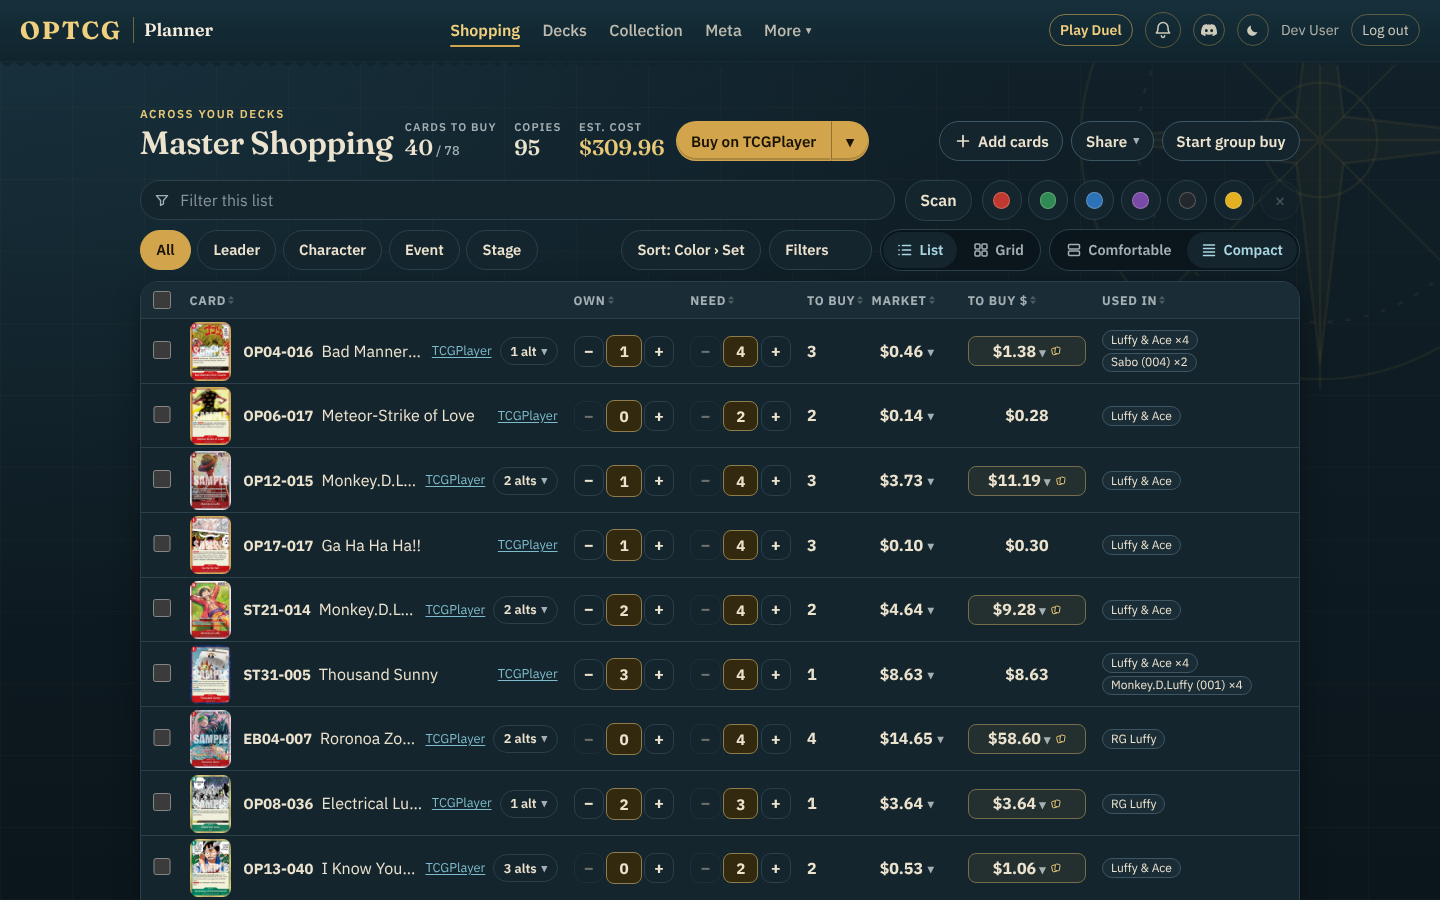 OPTCG Planner Shopping Decks Collection Meta More ▾ Play Duel Dev User Log out
ACROSS YOUR DECKS
Master Shopping CARDS TO BUY 40 / 78 COPIES 95 EST. COST $309.96 Buy on TCGPlayer ▼ + Add cards Share ▾ Start group buy
Filter this list Scan ×
All Leader Character Event Stage Sort: Color › Set Filters List Grid Comfortable Compact
CARD OWN NEED TO BUY MARKET TO BUY $ USED IN
OP04-016 Bad Manner... TCGPlayer 1 alt ▾ − 1 + − 4 + 3 $0.46 ▾ $1.38 ▾ Luffy & Ace ×4
Sabo (004) ×2
OP06-017 Meteor-Strike of Love TCGPlayer − 0 + − 2 + 2 $0.14 ▾ $0.28 Luffy & Ace
OP12-015 Monkey.D.L... TCGPlayer 2 alts ▾ − 1 + − 4 + 3 $3.73 ▾ $11.19 ▾ Luffy & Ace
OP17-017 Ga Ha Ha Ha!! TCGPlayer − 1 + − 4 + 3 $0.10 ▾ $0.30 Luffy & Ace
ST21-014 Monkey.D.L... TCGPlayer 2 alts ▾ − 2 + − 4 + 2 $4.64 ▾ $9.28 ▾ Luffy & Ace
ST31-005 Thousand Sunny TCGPlayer − 3 + − 4 + 1 $8.63 ▾ $8.63 Luffy & Ace ×4
Monkey.D.Luffy (001) ×4
EB04-007 Roronoa Zo... TCGPlayer 2 alts ▾ − 0 + − 4 + 4 $14.65 ▾ $58.60 ▾ RG Luffy
OP08-036 Electrical Lu... TCGPlayer 1 alt ▾ − 2 + − 3 + 1 $3.64 ▾ $3.64 ▾ RG Luffy
OP13-040 I Know You... TCGPlayer 3 alts ▾ − 0 + − 2 + 2 $0.53 ▾ $1.06 ▾ Luffy & Ace